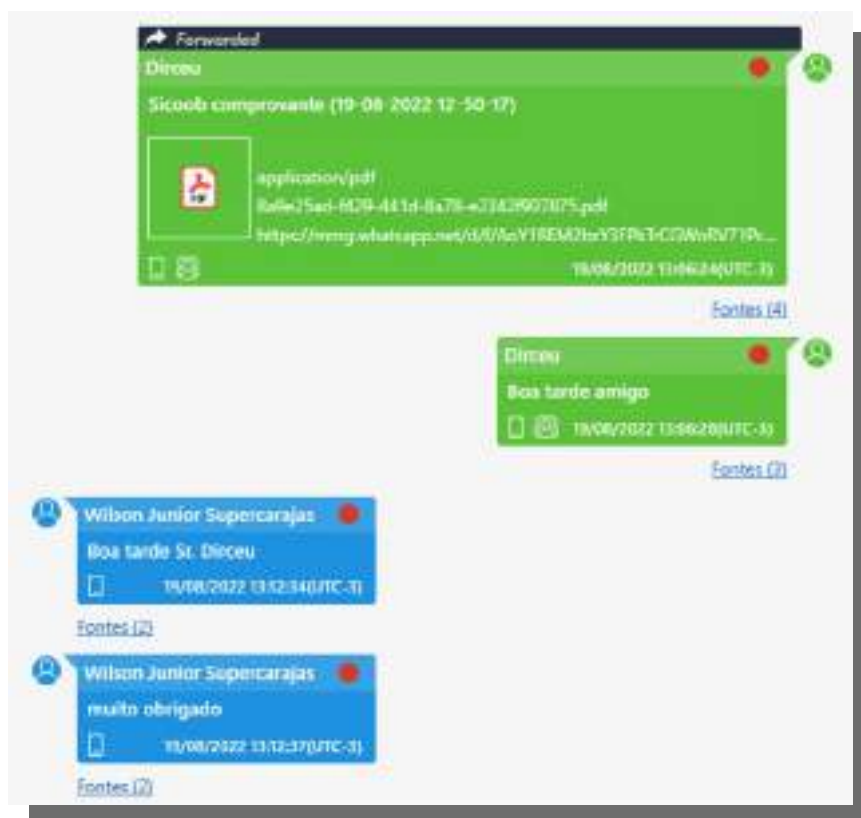 Forwarded
Dirceu
Sicoob comprovante (19-08-2022 12-50-17)
application/pdf
19/08/2022 13:06:24(UTC-3)
Fontes (4)
Dirceu
Boa tarde amigo
19/08/2022 13:06:28(UTC-3)
Fontes (2)
Wilson Junior Supercarajas
Boa tarde Sr. Dirceu
19/08/2022 13:12:34(UTC-3)
Fontes (2)
Wilson Junior Supercarajas
muito obrigado
19/08/2022 13:12:37(UTC-3)
Fontes (2)